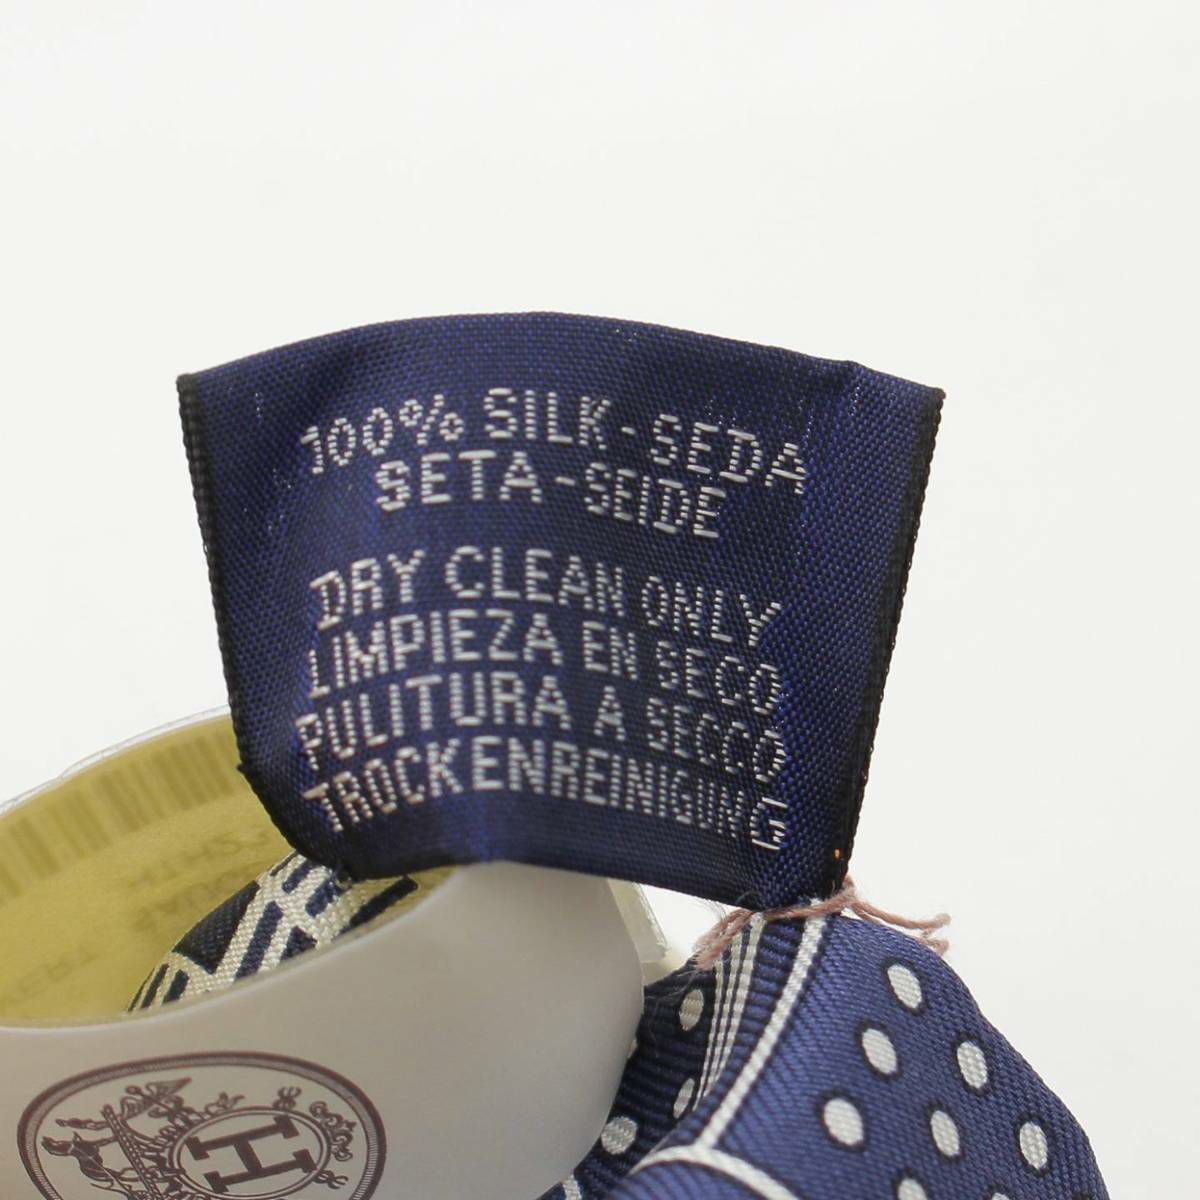 100% SILK-SEDA
SETA-SEIDE
DRY CLEAN ONLY
LIMPIEZA EN SECO
PULITURA A SECCO
TROCKENREINIGUNG
H